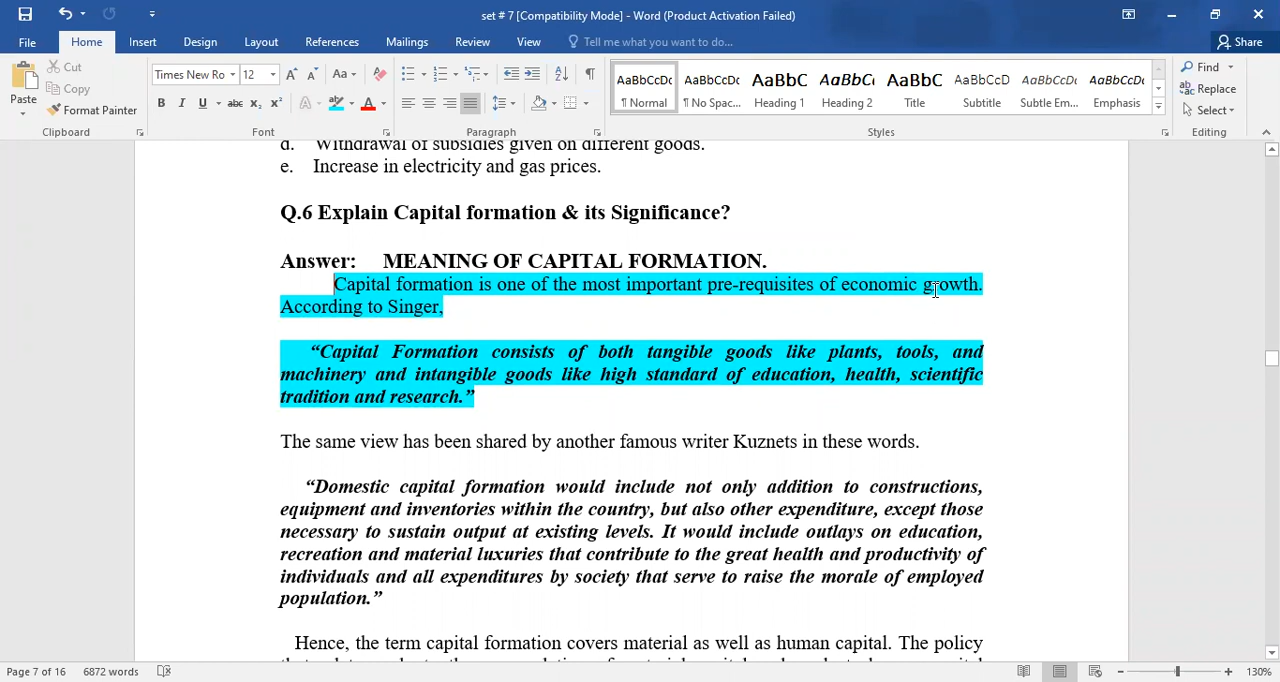 set # 7 [Compatibility Mode] - Word (Product Activation Failed)
File Home Insert Design Layout References Mailings Review View Tell me what you want to do... Share
Paste
Cut
Copy
Format Painter
Clipboard
Times New Ro 12
Font
Paragraph
AaBbCcDc AaBbCcDc AaBbC AaBbC AaBbC AaBbCcD AaBbCcDc AaBbCcDc
¶ Normal ¶ No Spac... Heading 1 Heading 2 Title Subtitle Subtle Em... Emphasis
Styles
Find
Replace
Select
Editing
d. Withdrawal of subsidies given on different goods.
e. Increase in electricity and gas prices.
Q.6 Explain Capital formation & its Significance?
Answer: MEANING OF CAPITAL FORMATION.
Capital formation is one of the most important pre-requisites of economic growth.
According to Singer,
“Capital Formation consists of both tangible goods like plants, tools, and
machinery and intangible goods like high standard of education, health, scientific
tradition and research.”
The same view has been shared by another famous writer Kuznets in these words.
“Domestic capital formation would include not only addition to constructions,
equipment and inventories within the country, but also other expenditure, except those
necessary to sustain output at existing levels. It would include outlays on education,
recreation and material luxuries that contribute to the great health and productivity of
individuals and all expenditures by society that serve to raise the morale of employed
population.”
Hence, the term capital formation covers material as well as human capital. The policy
Page 7 of 16 6872 words 130%